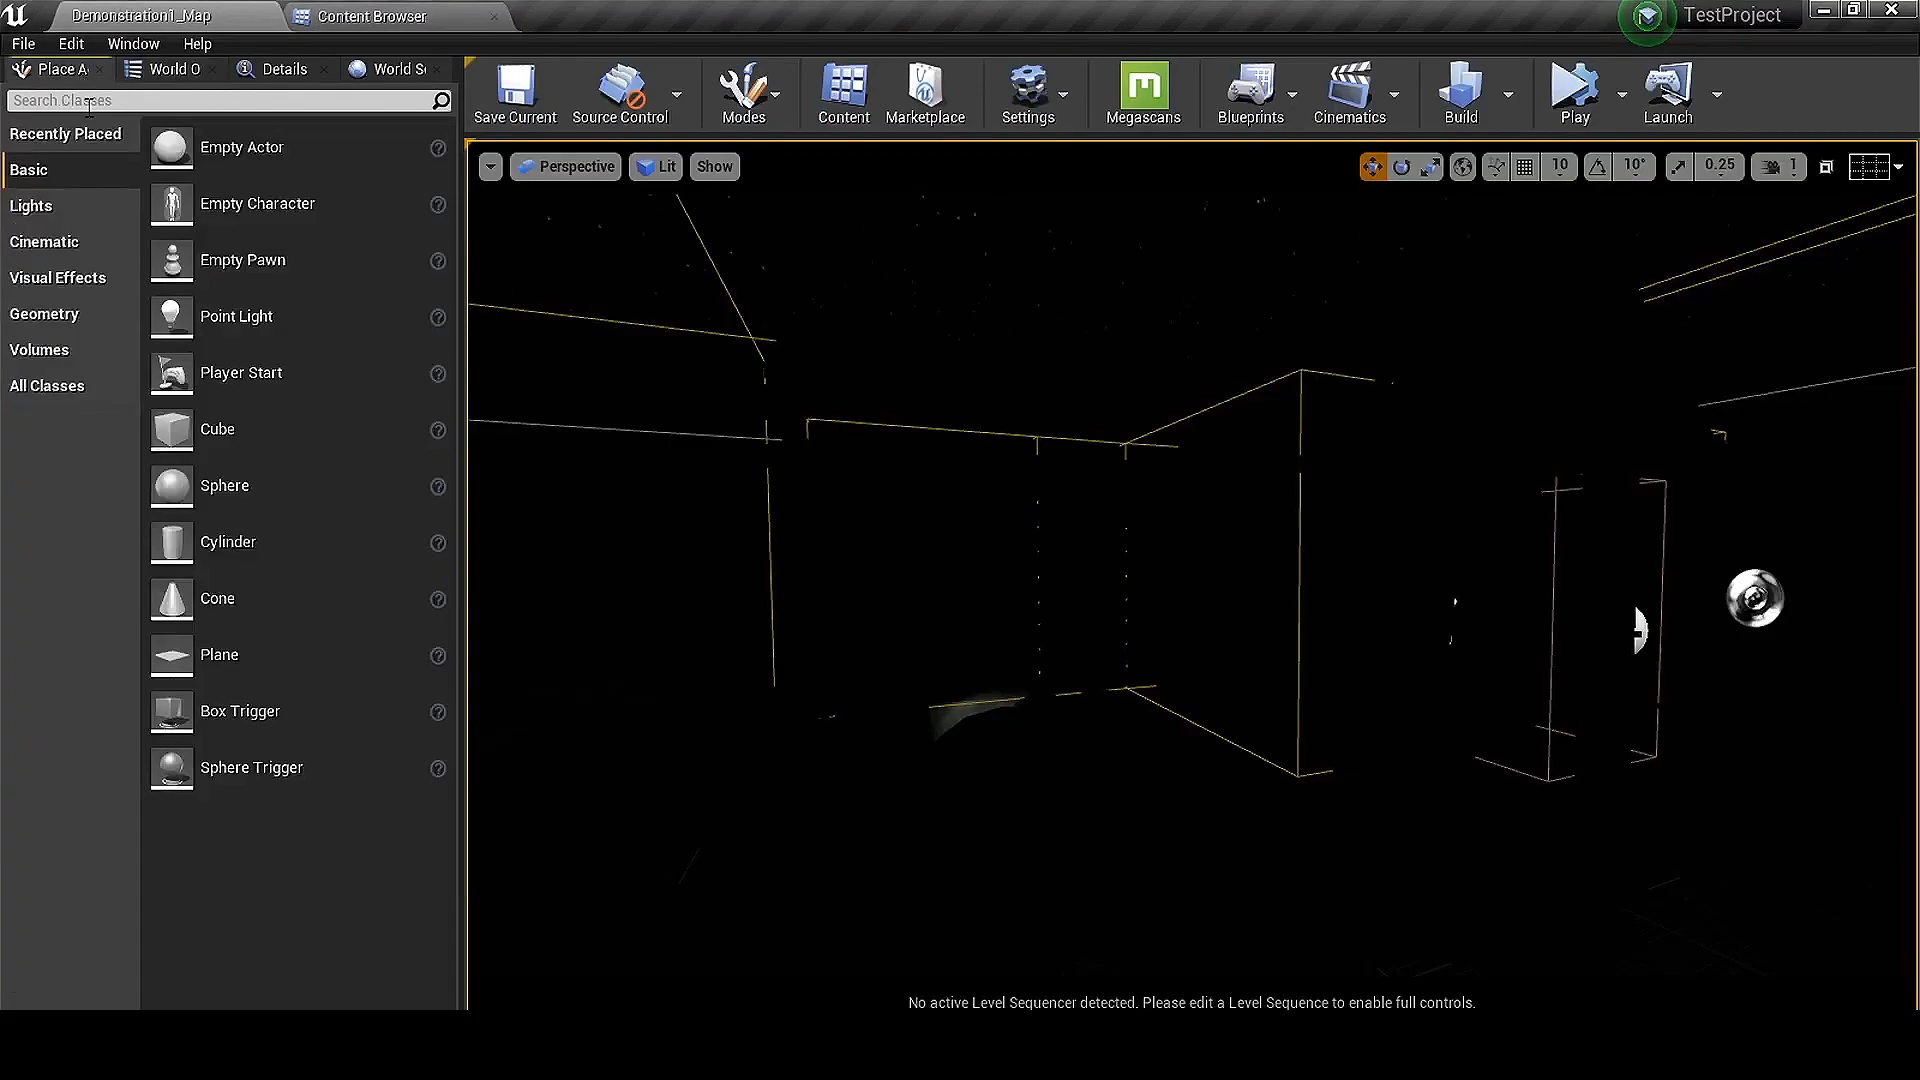 Demonstration1_Map
Content Browser
TestProject
File Edit Window Help
Place A World O Details World S
Search Classes
Recently Placed
Basic
Lights
Cinematic
Visual Effects
Geometry
Volumes
All Classes
Empty Actor
Empty Character
Empty Pawn
Point Light
Player Start
Cube
Sphere
Cylinder
Cone
Plane
Box Trigger
Sphere Trigger
Save Current Source Control Modes Content Marketplace Settings Megascans Blueprints Cinematics Build Play Launch
Perspective Lit Show
10 10° 0.25 1
No active Level Sequencer detected. Please edit a Level Sequence to enable full controls.